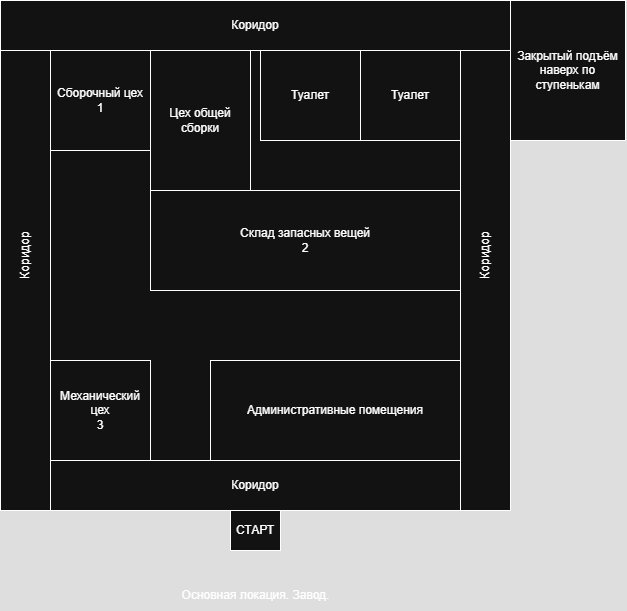 Коридор
Закрытый подъём
наверх по
ступенькам
Сборочный цех
1
Цех общей
сборки
Туалет
Туалет
Коридор
Склад запасных вещей
2
Коридор
Механический
цех
3
Административные помещения
Коридор
СТАРТ
Основная локация. Завод.